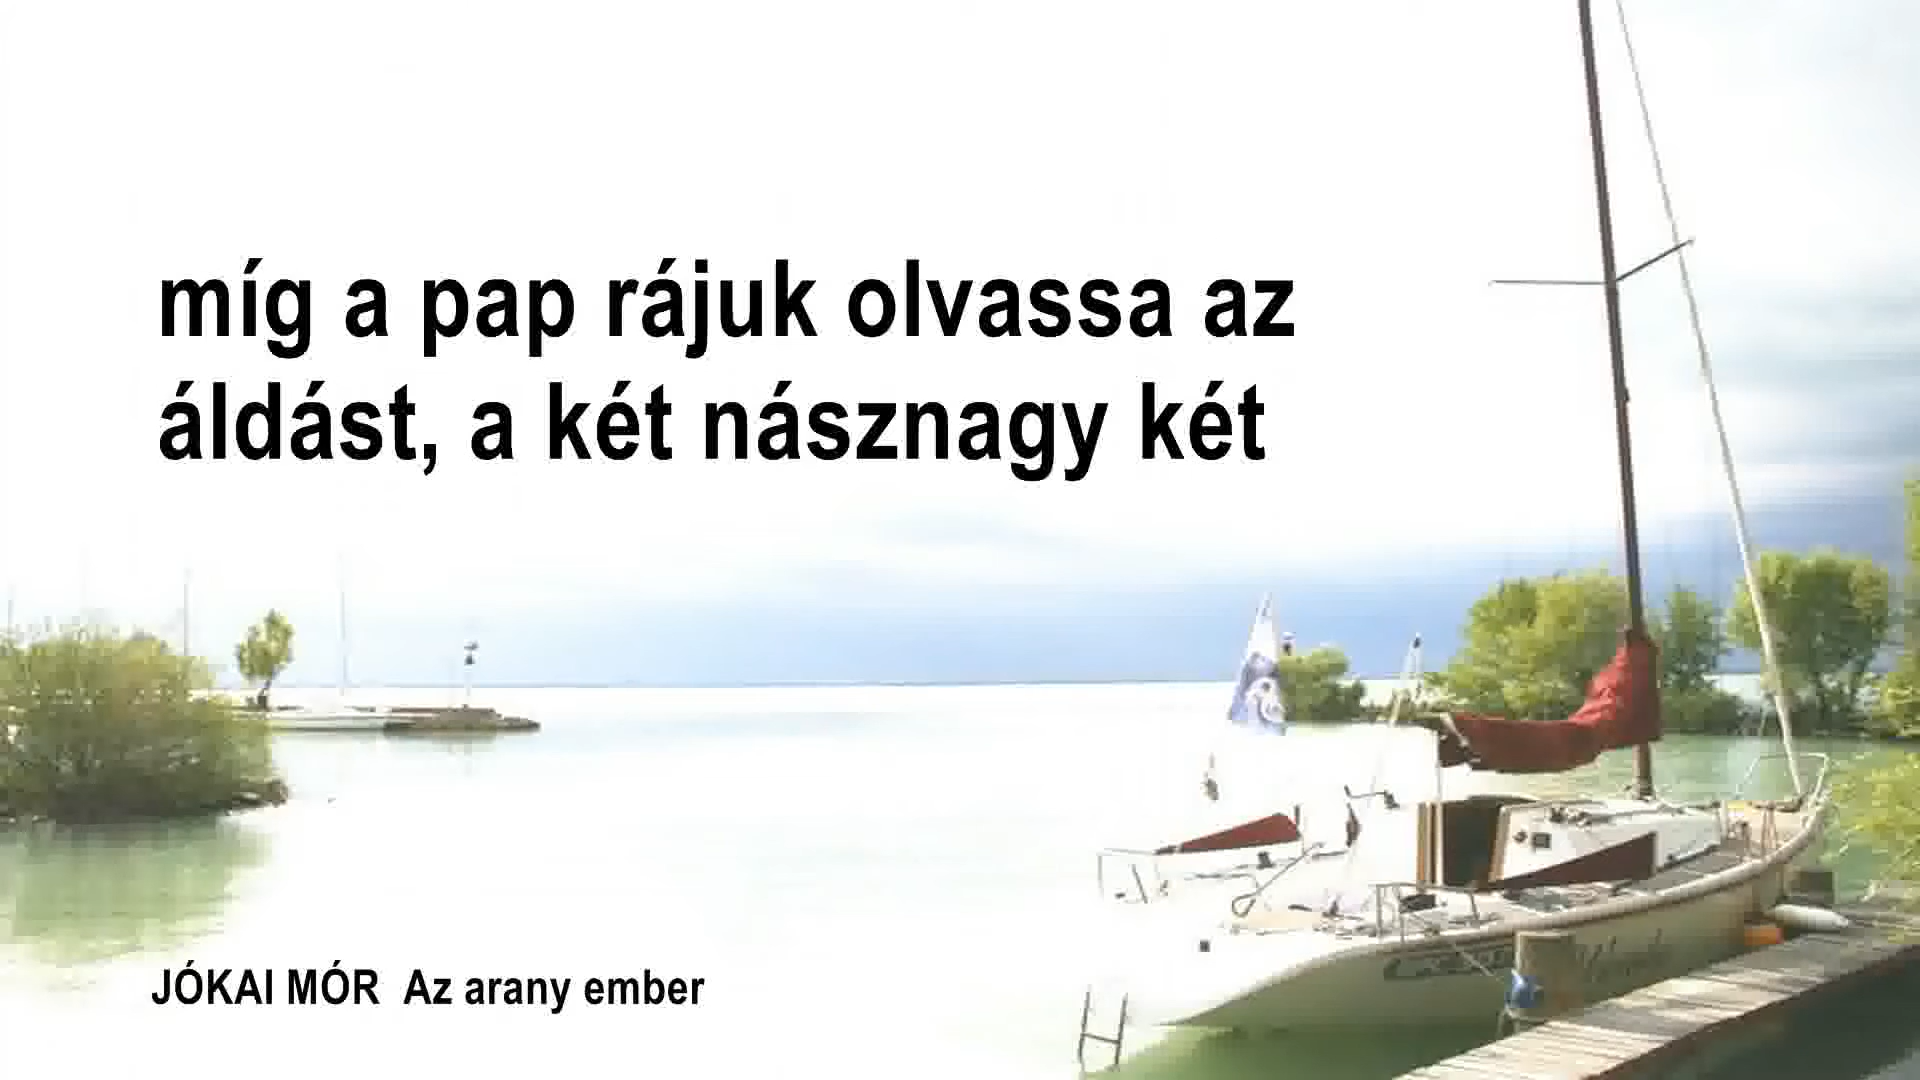 míg a pap rájuk olvassa az
áldást, a két násznagy két
JÓKAI MÓR Az arany ember